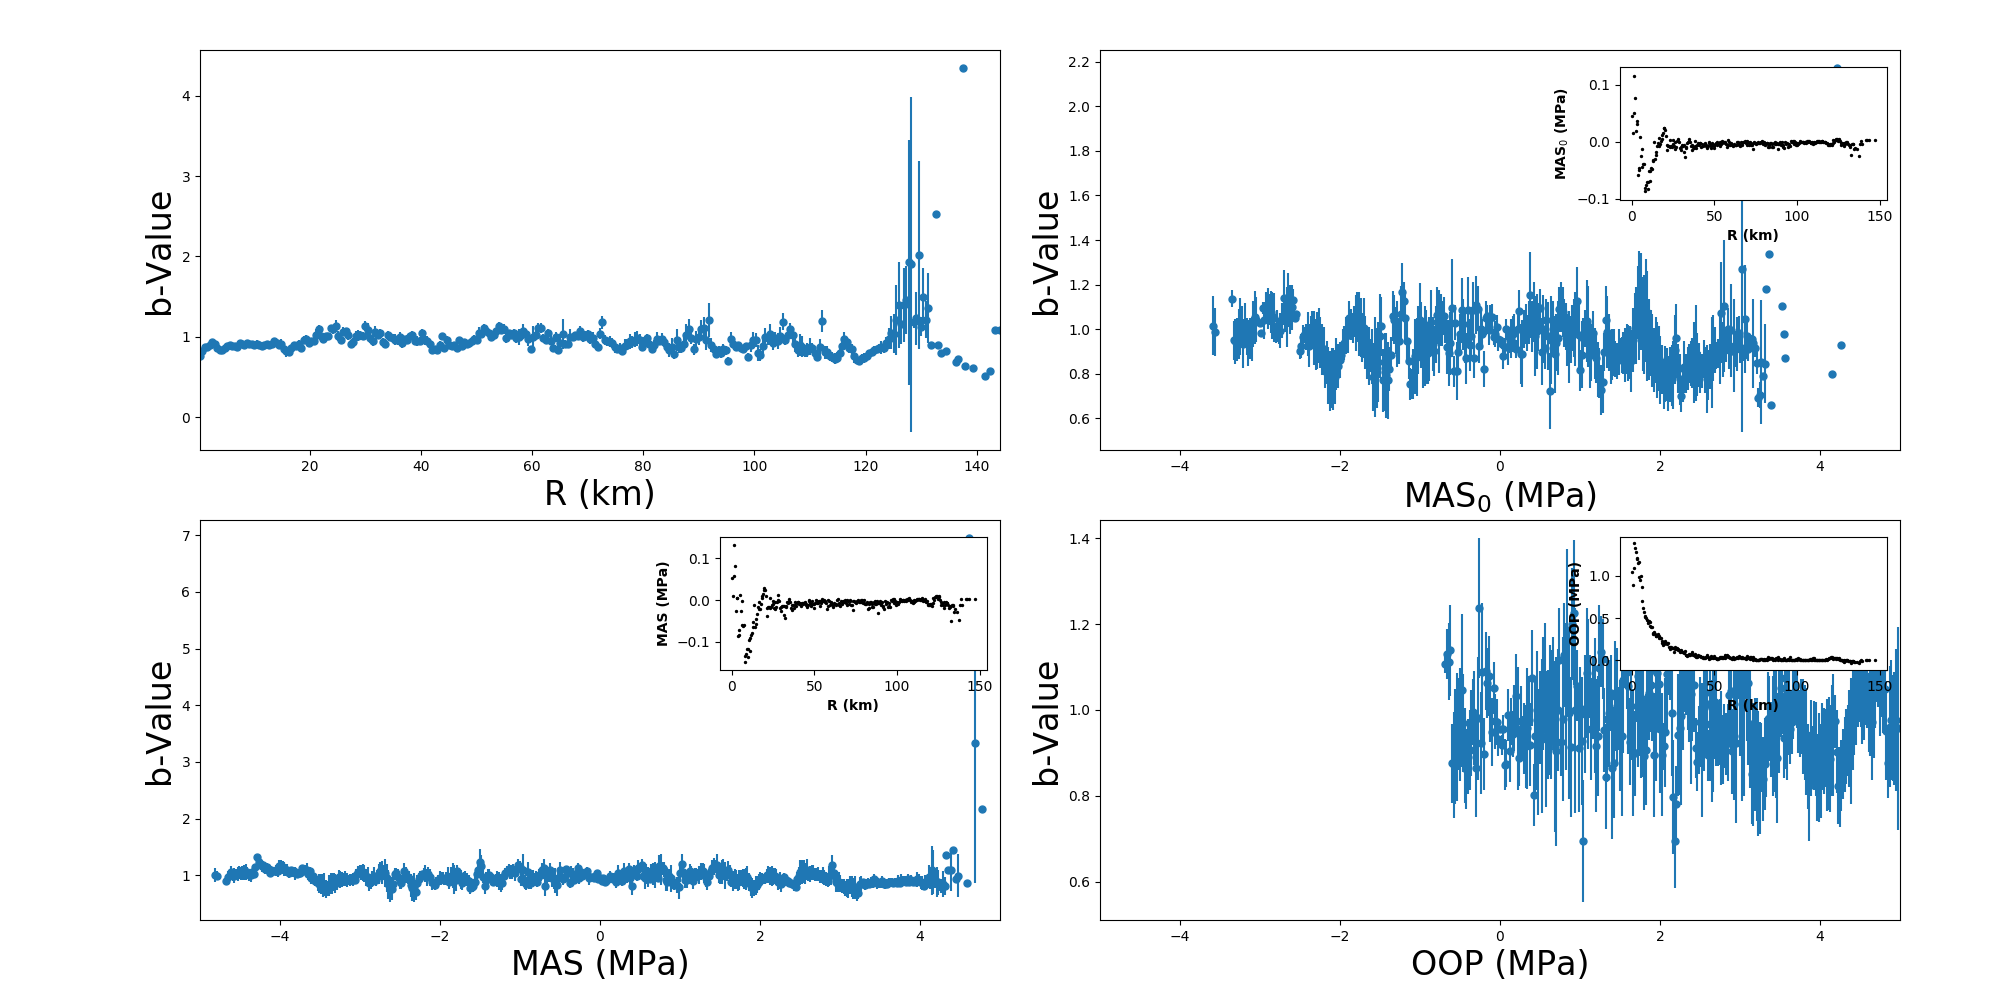 b-Value
4
3
2
1
0
20 40 60 80 100 120 140
R (km)
b-Value
2.2
2.0
1.8
1.6
1.4
1.2
1.0
0.8
0.6
−4 −2 0 2 4
MAS₀ (MPa)
MAS₀ (MPa)
0.1
0.0
−0.1
0 50 100 150
R (km)
b-Value
7
6
5
4
3
2
1
−4 −2 0 2 4
MAS (MPa)
MAS (MPa)
0.1
0.0
−0.1
0 50 100 150
R (km)
b-Value
1.4
1.2
1.0
0.8
0.6
−4 −2 0 2 4
OOP (MPa)
OOP (MPa)
1.0
0.5
0.0
0 50 100 150
R (km)